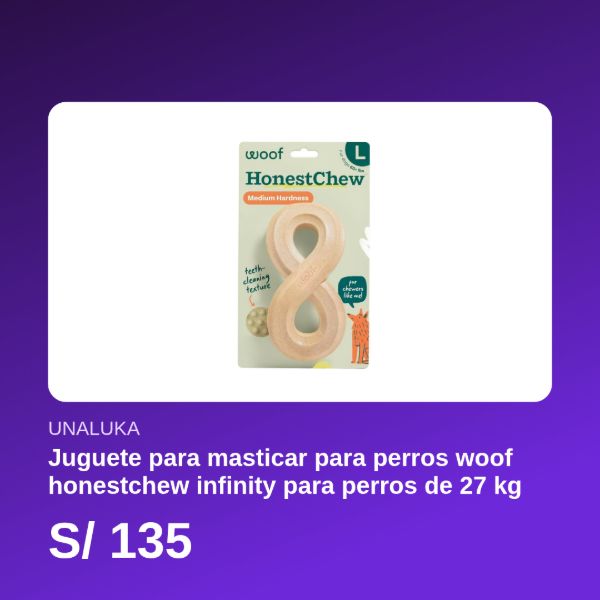 woof
L
HonestChew
Medium Hardness
teeth-
cleaning
texture
for
chewers
like me!
UNALUKA
Juguete para masticar para perros woof
honestchew infinity para perros de 27 kg
S/ 135